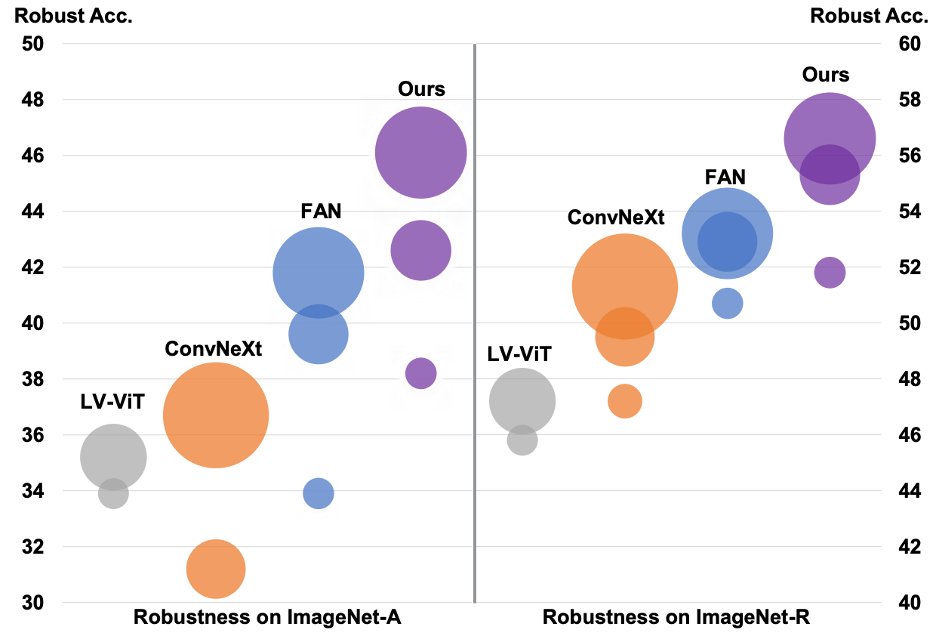 Robust Acc.
Robust Acc.
50
60
48
58
46
56
44
54
42
52
40
50
38
48
36
46
34
44
32
42
30
40
Ours
FAN
ConvNeXt
LV-ViT
Ours
FAN
ConvNeXt
LV-ViT
Robustness on ImageNet-A
Robustness on ImageNet-R